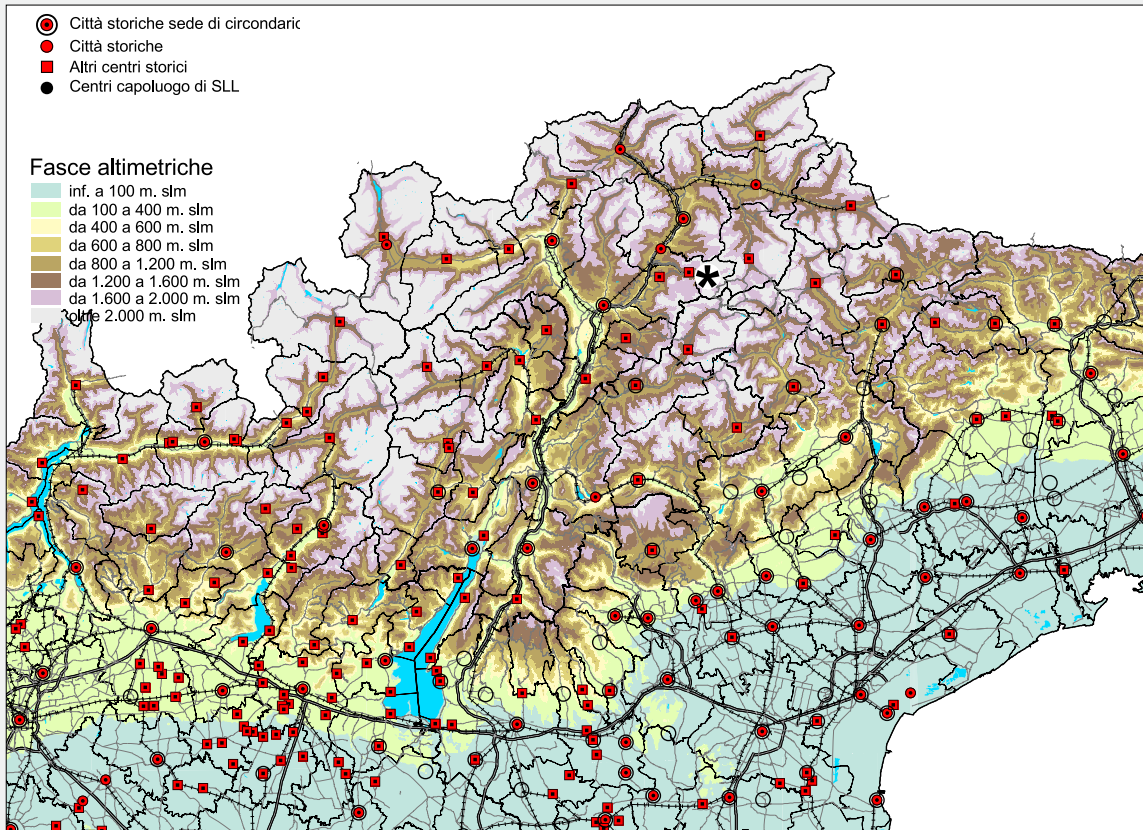 Città storiche sede di circondaric
Città storiche
Altri centri storici
Centri capoluogo di SLL
Fasce altimetriche
inf. a 100 m. slm
da 100 a 400 m. slm
da 400 a 600 m. slm
da 600 a 800 m. slm
da 800 a 1.200 m. slm
da 1.200 a 1.600 m. slm
da 1.600 a 2.000 m. slm
oltre 2.000 m. slm
*